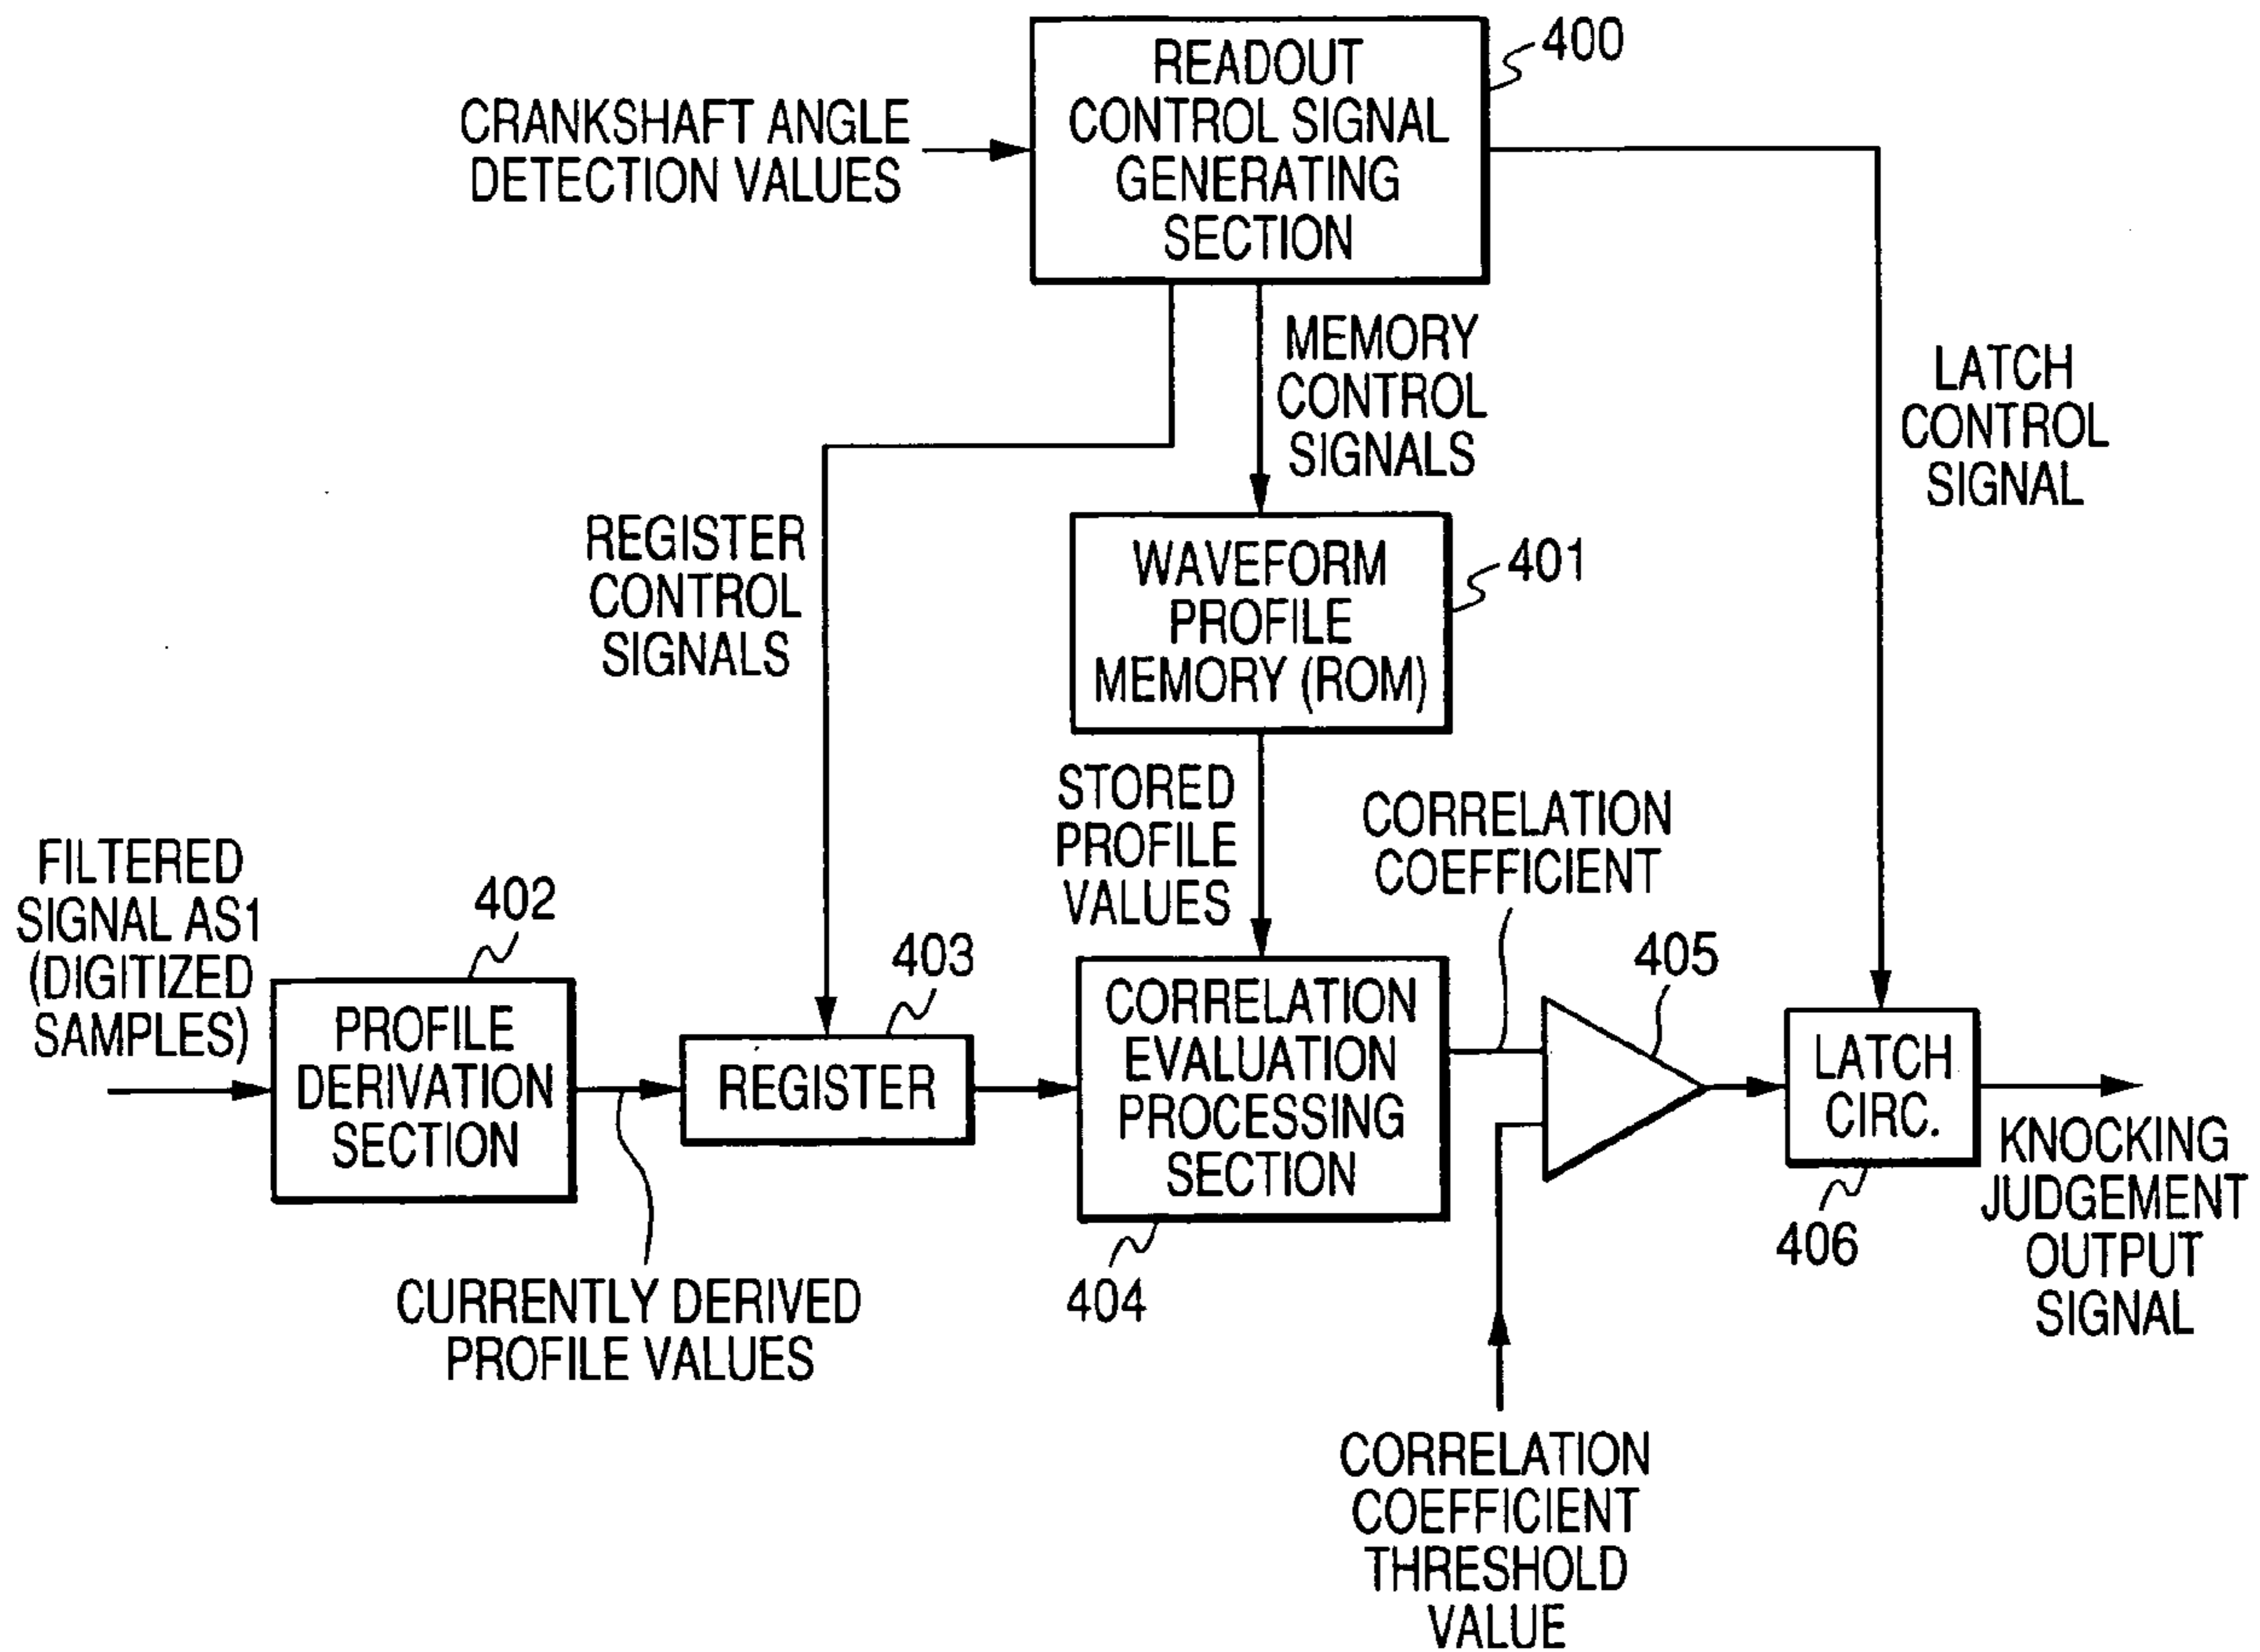 READOUT
CONTROL SIGNAL
GENERATING
SECTION
400
CRANKSHAFT ANGLE
DETECTION VALUES
MEMORY
CONTROL
SIGNALS
LATCH
CONTROL
SIGNAL
REGISTER
CONTROL
SIGNALS
WAVEFORM
PROFILE
MEMORY (ROM)
401
STORED
PROFILE
VALUES
CORRELATION
COEFFICIENT
FILTERED
SIGNAL AS1
(DIGITIZED
SAMPLES)
402
PROFILE
DERIVATION
SECTION
403
REGISTER
CORRELATION
EVALUATION
PROCESSING
SECTION
404
405
LATCH
CIRC.
406
KNOCKING
JUDGEMENT
OUTPUT
SIGNAL
CURRENTLY DERIVED
PROFILE VALUES
CORRELATION
COEFFICIENT
THRESHOLD
VALUE